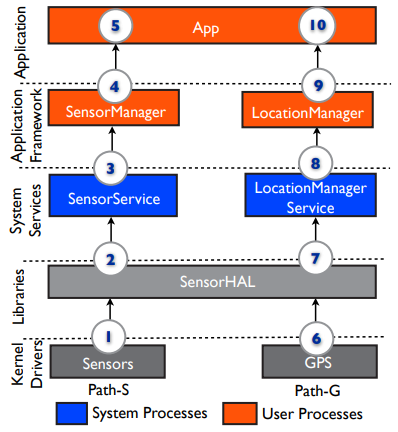 Application
5
App
10
4
9
Application
Framework
SensorManager
LocationManager
3
8
System
Services
SensorService
LocationManager
Service
2
7
Libraries
SensorHAL
1
6
Kernel
Drivers
Sensors
GPS
Path-S
Path-G
System Processes
User Processes